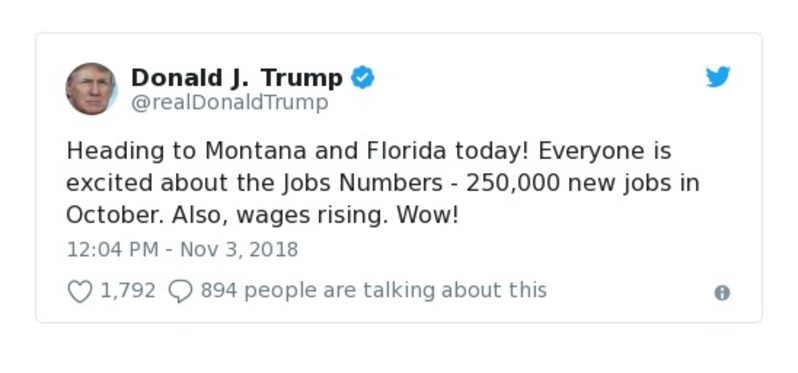 Donald J. Trump
@realDonaldTrump
Heading to Montana and Florida today! Everyone is
excited about the Jobs Numbers - 250,000 new jobs in
October. Also, wages rising. Wow!
12:04 PM - Nov 3, 2018
1,792 894 people are talking about this